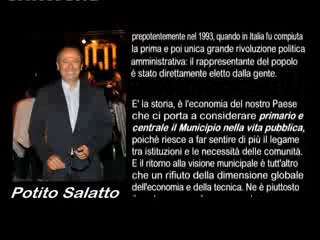 prepotentemente nel 1993, quando in Italia fu compiuta
la prima e poi unica grande rivoluzione politica
amministrativa: il rappresentante del popolo
è stato direttamente eletto dalla gente.
E' la storia, è l'economia del nostro Paese
che ci porta a considerare primario e
centrale il Municipio nella vita pubblica,
poichè riesce a far sentire di più il legame
tra istituzioni e le necessità delle comunità.
E il ritorno alla visione municipale è tutt'altro
che un rifiuto della dimensione globale
dell'economia e della tecnica. Ne è piuttosto
Potito Salatto